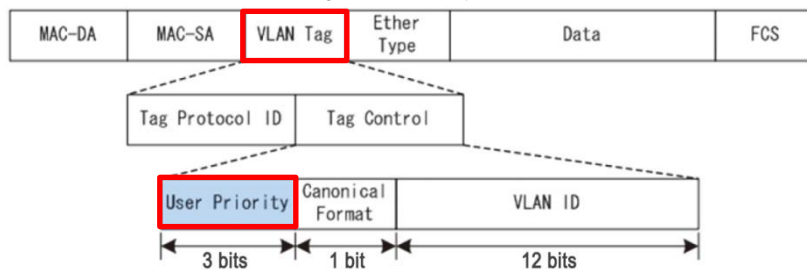 MAC-DA MAC-SA VLAN Tag Ether Type Data FCS
Tag Protocol ID Tag Control
User Priority Canonical Format VLAN ID
3 bits 1 bit 12 bits